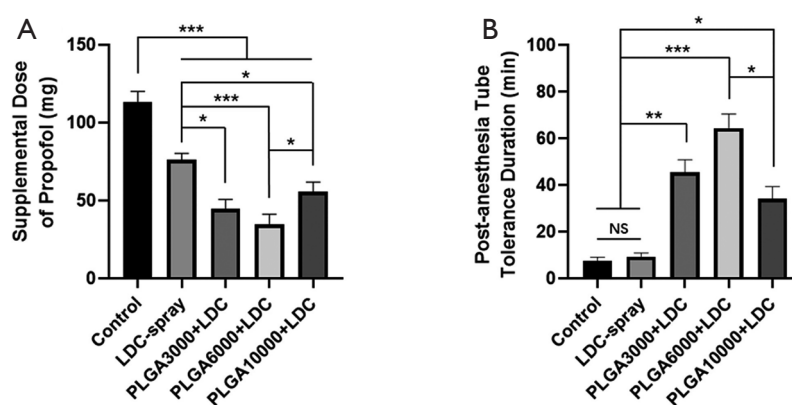 A
Supplemental Dose
of Propofol (mg)
150
100
50
0
***
*
***
*
*
Control
LDC-spray
PLGA3000+LDC
PLGA6000+LDC
PLGA10000+LDC
B
Post-anesthesia Tube
Tolerance Duration (min)
100
80
60
40
20
0
*
***
*
**
NS
Control
LDC-spray
PLGA3000+LDC
PLGA6000+LDC
PLGA10000+LDC